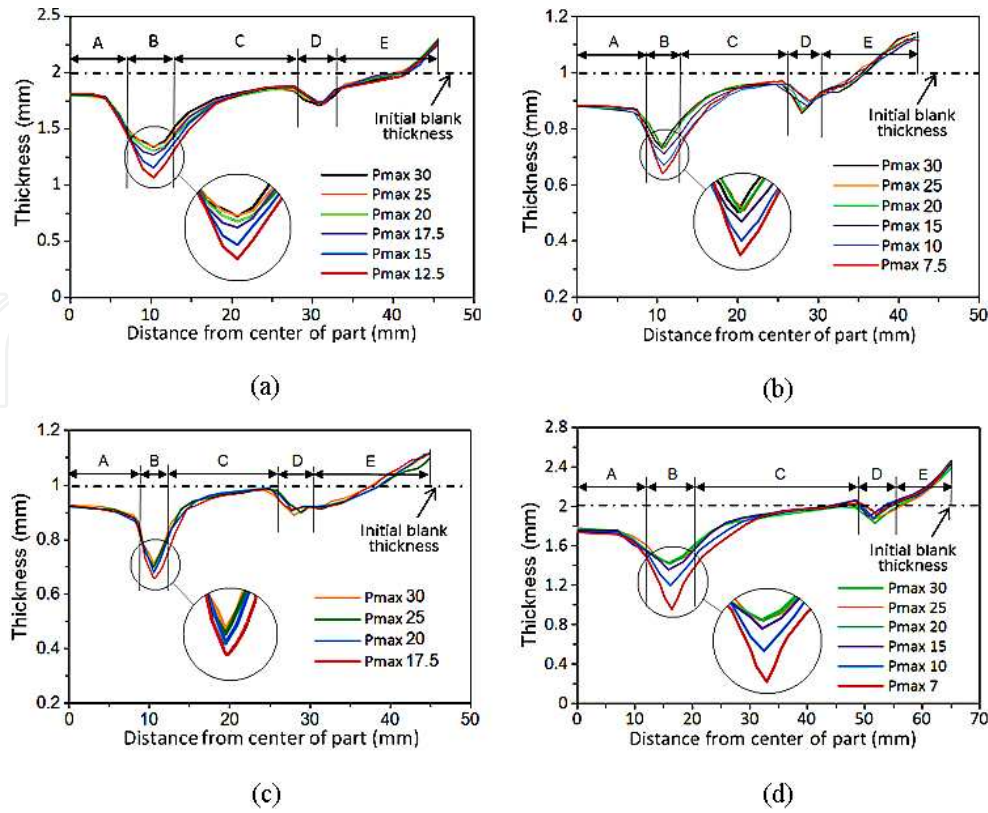 2.5
2
1.5
1
0.5
0
Thickness (mm)
A B C D E
Initial blank
thickness
Pmax 30
Pmax 25
Pmax 20
Pmax 17.5
Pmax 15
Pmax 12.5
0 10 20 30 40 50
Distance from center of part (mm)
(a)
1.2
1
0.8
0.6
0.4
0.2
Thickness (mm)
A B C D E
Initial blank
thickness
Pmax 30
Pmax 25
Pmax 20
Pmax 15
Pmax 10
Pmax 7.5
0 10 20 30 40 50
Distance from center of part (mm)
(b)
1.2
1
0.8
0.6
0.4
0.2
Thickness (mm)
A B C D E
Initial blank
thickness
Pmax 30
Pmax 25
Pmax 20
Pmax 17.5
0 10 20 30 40 50
Distance from center of part (mm)
(c)
2.8
2.4
2
1.6
1.2
0.8
0.4
0
Thickness (mm)
A B C D E
Initial blank
thickness
Pmax 30
Pmax 25
Pmax 20
Pmax 15
Pmax 10
Pmax 7
0 10 20 30 40 50 60 70
Distance from center of part (mm)
(d)